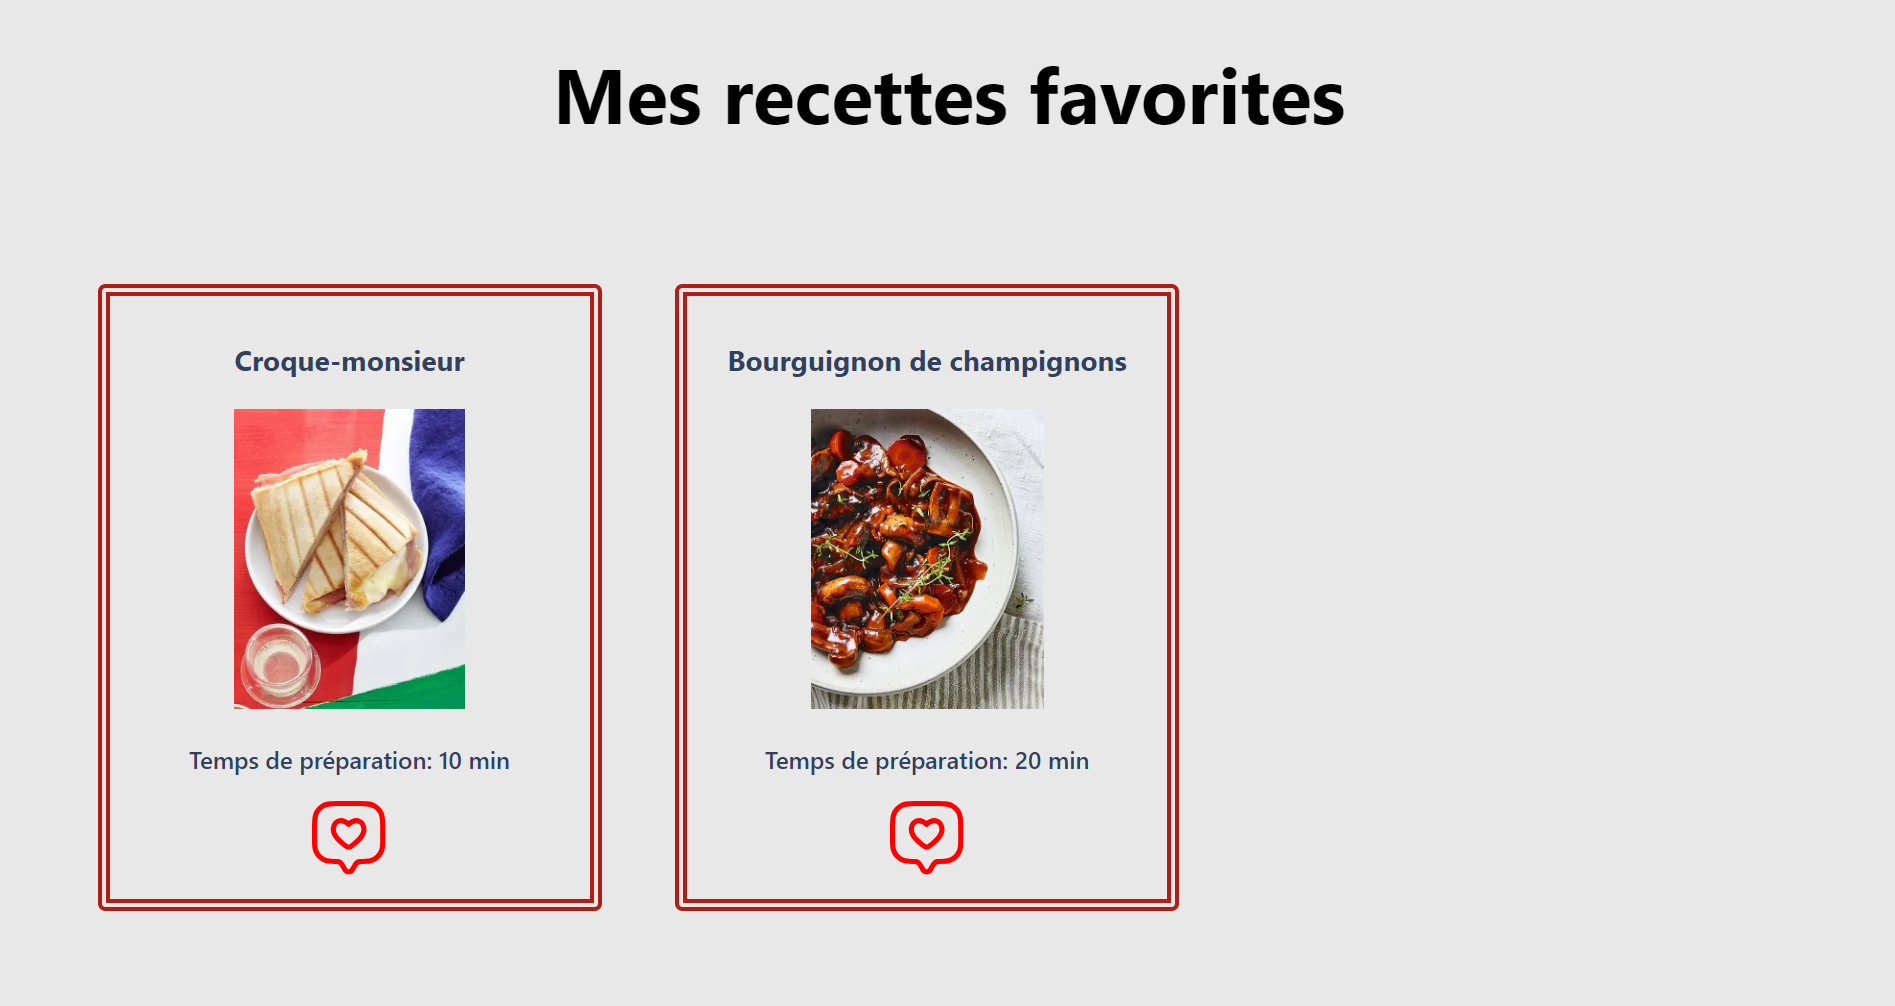 Mes recettes favorites
Croque-monsieur
Bourguignon de champignons
Temps de préparation: 10 min
Temps de préparation: 20 min